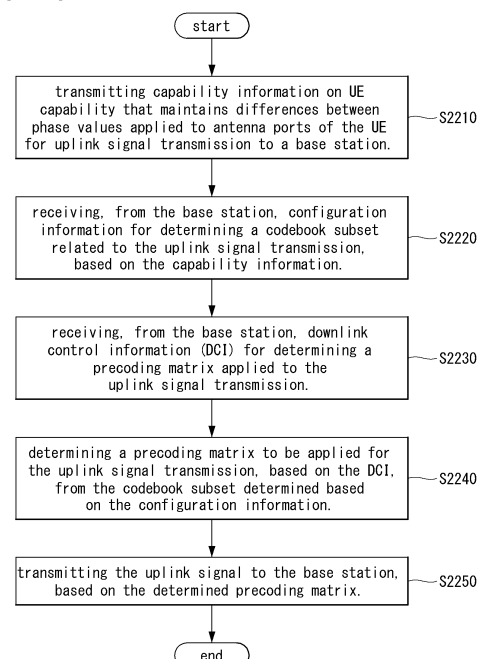 start
transmitting capability information on UE
capability that maintains differences between
phase values applied to antenna ports of the UE
for uplink signal transmission to a base station.
S2210
receiving, from the base station, configuration
information for determining a codebook subset
related to the uplink signal transmission,
based on the capability information.
S2220
receiving, from the base station, downlink
control information (DCI) for determining a
precoding matrix applied to the
uplink signal transmission.
S2230
determining a precoding matrix to be applied for
the uplink signal transmission, based on the DCI,
from the codebook subset determined based
on the configuration information.
S2240
transmitting the uplink signal to the base station,
based on the determined precoding matrix.
S2250
end